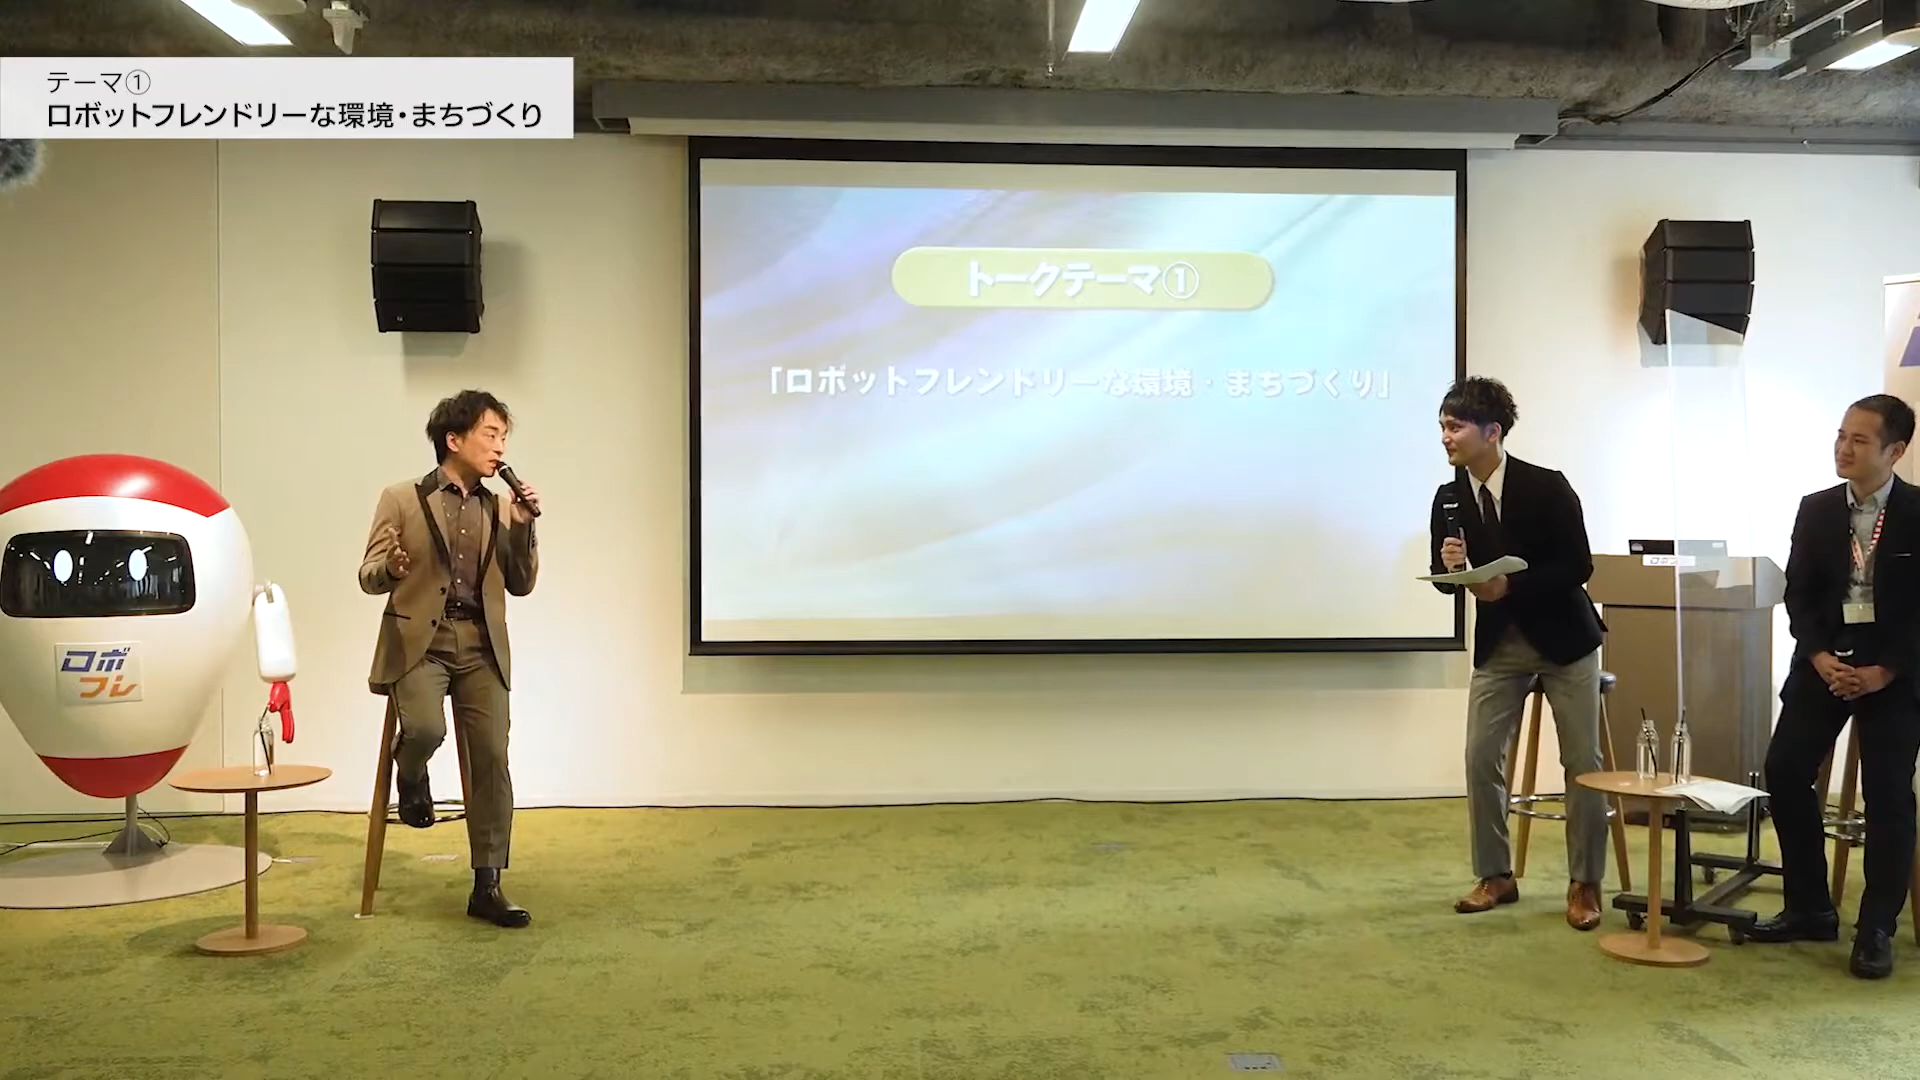 テーマ①
ロボットフレンドリーな環境・まちづくり
トークテーマ①
「ロボットフレンドリーな環境・まちづくり」
ロボ
フレ